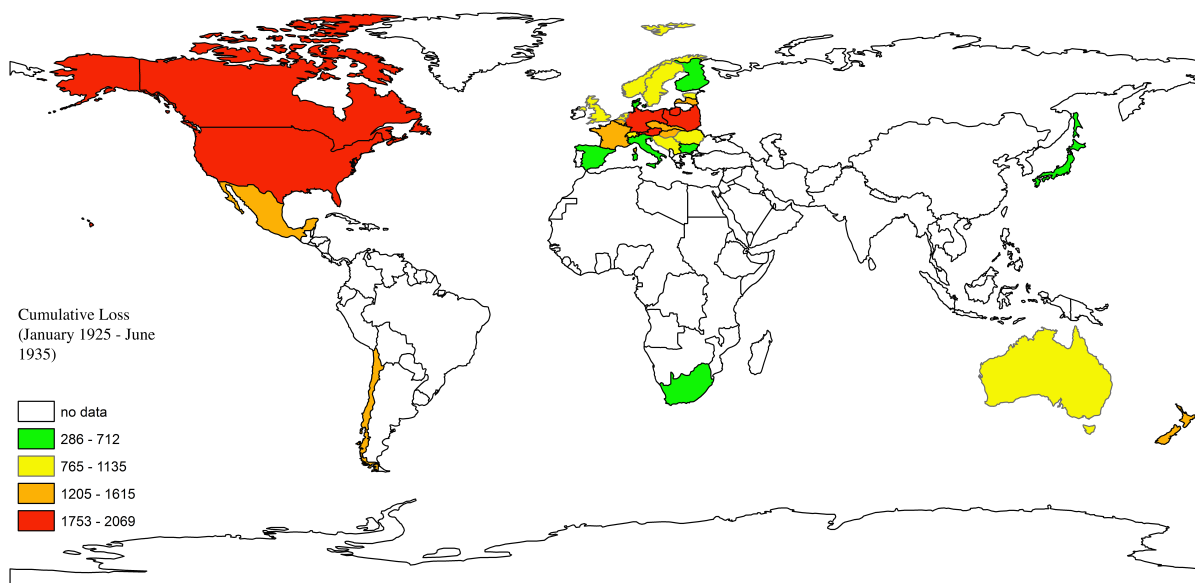 Cumulative Loss
(January 1925 - June
1935)
no data
286 - 712
765 - 1135
1205 - 1615
1753 - 2069